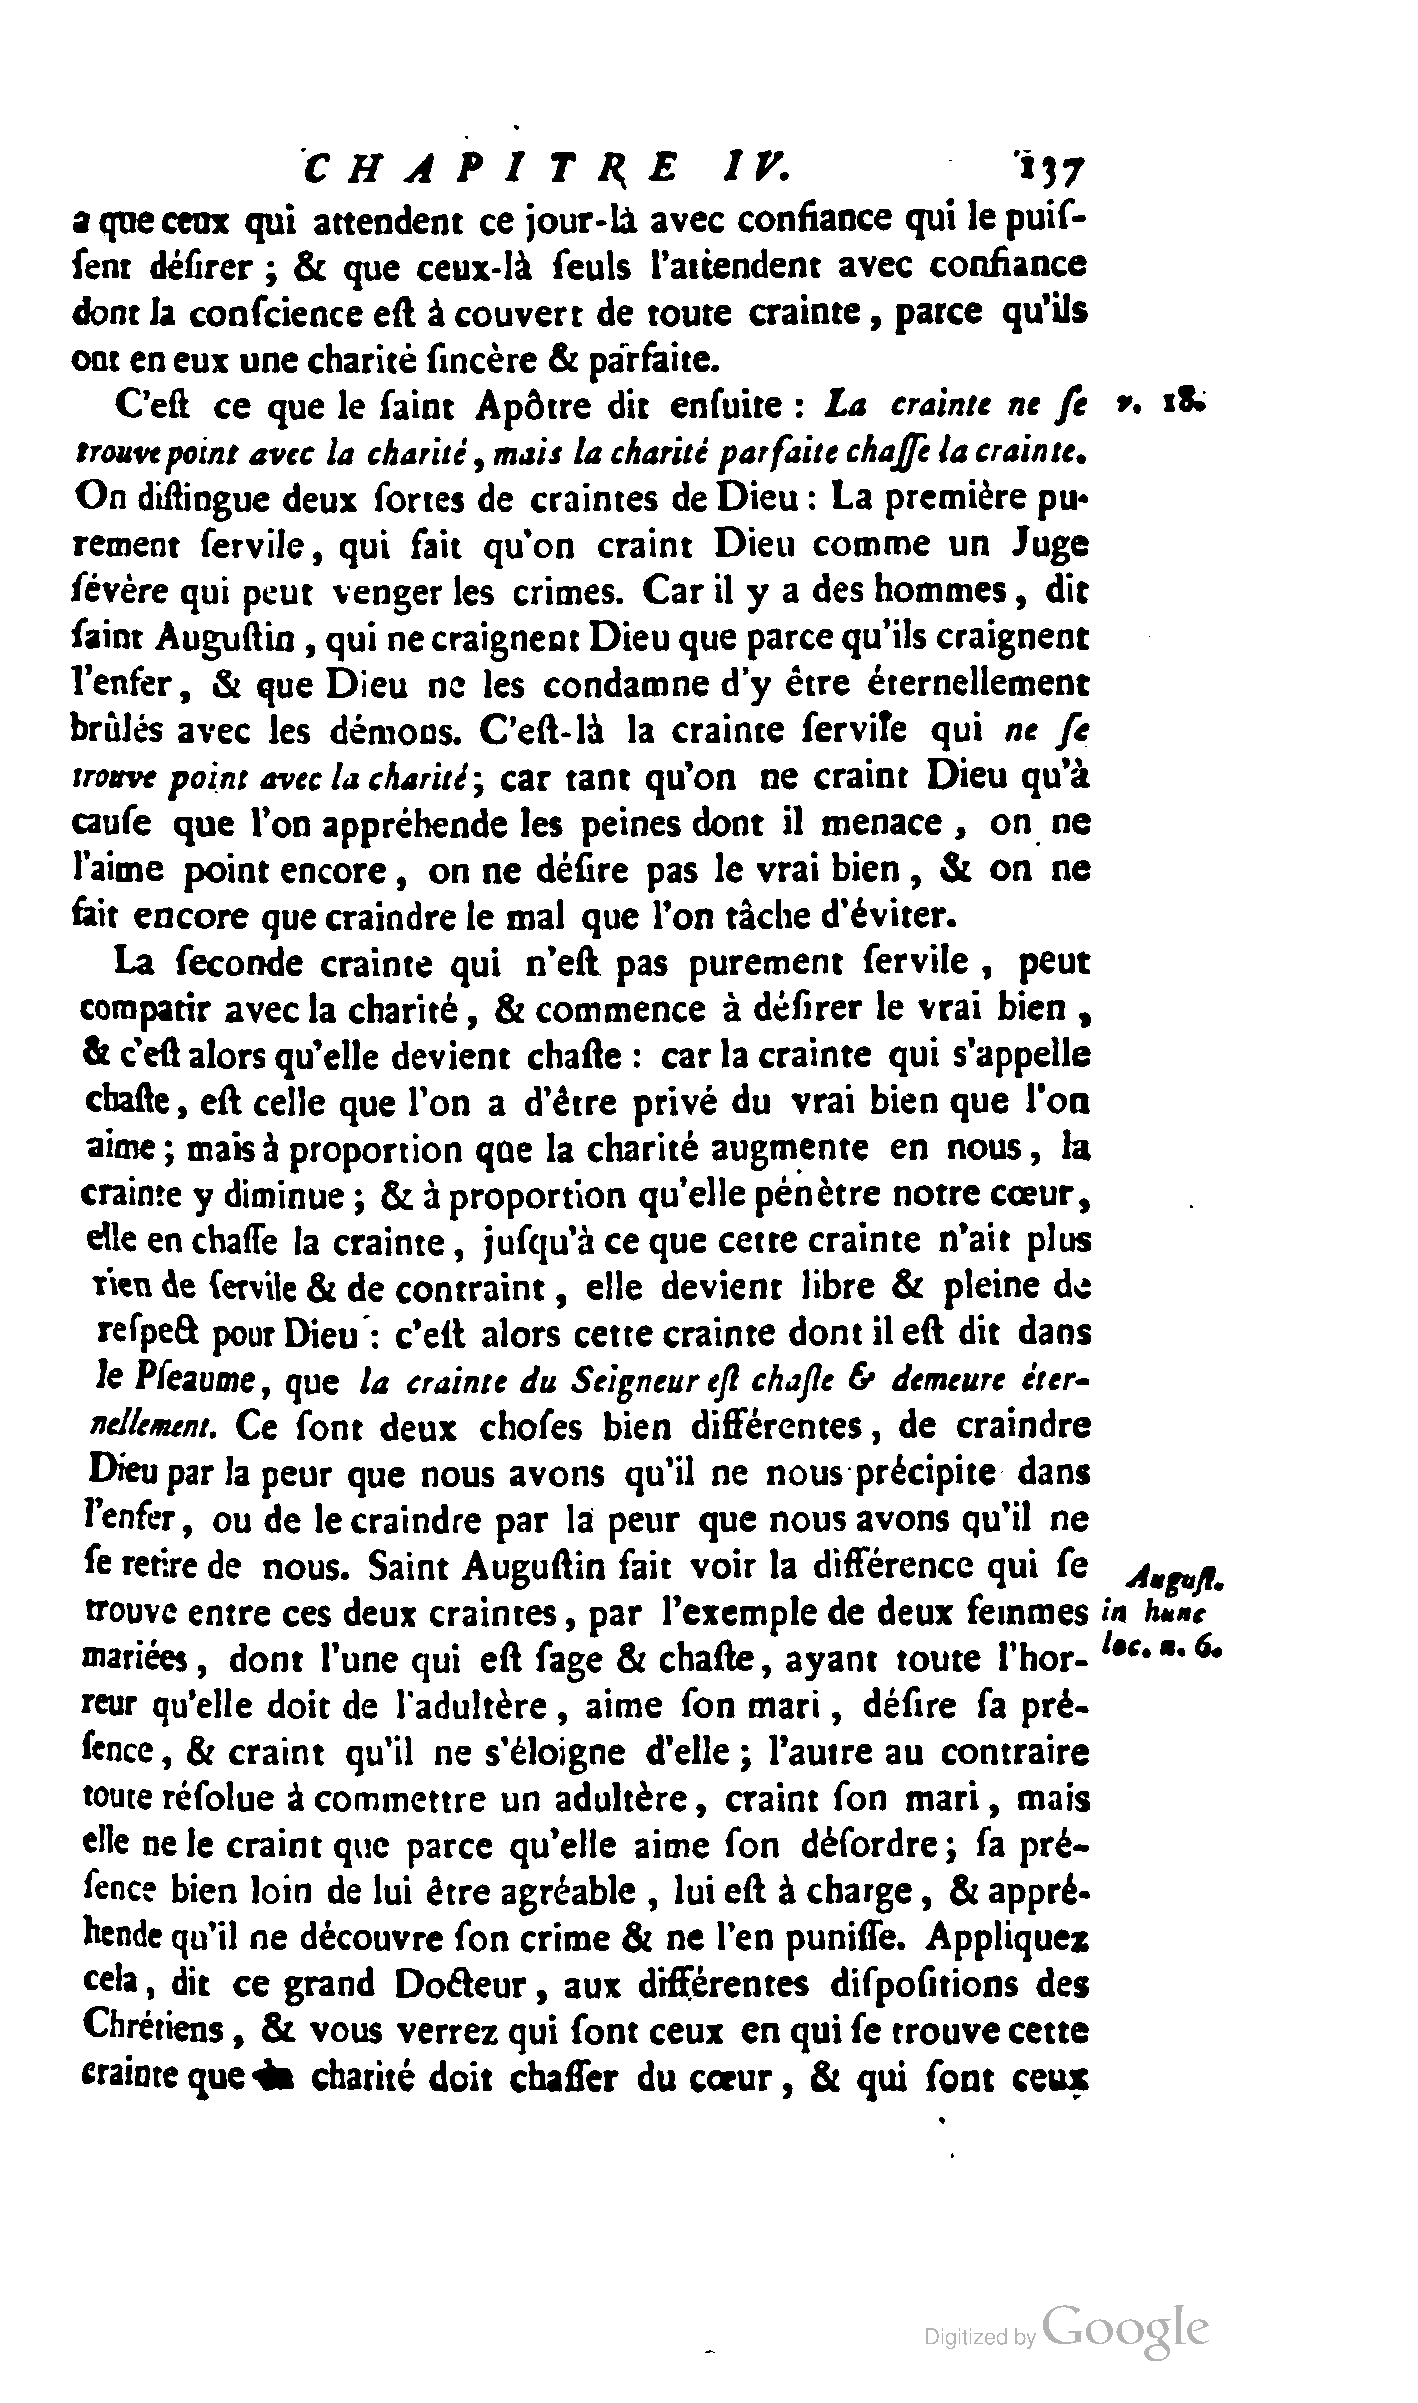 CHAPITRE IV. 137
a que ceux qui attendent ce jour-là avec confiance qui le puiſ-
ſent déſirer ; & que ceux-là ſeuls l'attendent avec confiance
dont la conſcience eſt à couvert de toute crainte, parce qu'ils
ont en eux une charité ſincère & parfaite.
C'eſt ce que le ſaint Apôtre dit enſuite : La crainte ne ſe v. 18.
trouve point avec la charité, mais la charité parfaite chaſſe la crainte.
On diſtingue deux ſortes de craintes de Dieu : La première pu-
rement ſervile, qui fait qu'on craint Dieu comme un Juge
ſévère qui peut venger les crimes. Car il y a des hommes, dit
ſaint Auguſtin, qui ne craignent Dieu que parce qu'ils craignent
l'enfer, & que Dieu ne les condamne d'y être éternellement
brûlés avec les démons. C'eſt-là la crainte ſervile qui ne ſe
trouve point avec la charité; car tant qu'on ne craint Dieu qu'à
cauſe que l'on appréhende les peines dont il menace, on ne
l'aime point encore, on ne déſire pas le vrai bien, & on ne
fait encore que craindre le mal que l'on tâche d'éviter.
La ſeconde crainte qui n'eſt pas purement ſervile, peut
compatir avec la charité, & commence à déſirer le vrai bien,
& c'eſt alors qu'elle devient chaſte : car la crainte qui s'appelle
chaſte, eſt celle que l'on a d'être privé du vrai bien que l'on
aime; mais à proportion que la charité augmente en nous, la
crainte y diminue; & à proportion qu'elle pénètre notre cœur,
elle en chaſſe la crainte, juſqu'à ce que cette crainte n'ait plus
rien de ſervile & de contraint, elle devient libre & pleine de
reſpect pour Dieu : c'eſt alors cette crainte dont il eſt dit dans
le Pſeaume, que la crainte du Seigneur eſt chaſte & demeure éter-
nellement. Ce ſont deux choſes bien différentes, de craindre
Dieu par la peur que nous avons qu'il ne nous précipite dans
l'enfer, ou de le craindre par la peur que nous avons qu'il ne
ſe retire de nous. Saint Auguſtin fait voir la différence qui ſe Auguſt.
trouve entre ces deux craintes, par l'exemple de deux femmes in hunc
mariées, dont l'une qui eſt ſage & chaſte, ayant toute l'hor- loc. n. 6.
reur qu'elle doit de l'adultère, aime ſon mari, déſire ſa pré-
ſence, & craint qu'il ne s'éloigne d'elle; l'autre au contraire
toute réſolue à commettre un adultère, craint ſon mari, mais
elle ne le craint que parce qu'elle aime ſon déſordre; ſa pré-
ſence bien loin de lui être agréable, lui eſt à charge, & appré-
hende qu'il ne découvre ſon crime & ne l'en puniſſe. Appliquez
cela, dit ce grand Docteur, aux différentes diſpoſitions des
Chrétiens, & vous verrez qui ſont ceux en qui ſe trouve cette
crainte que la charité doit chaſſer du cœur, & qui ſont ceux
Digitized by Google